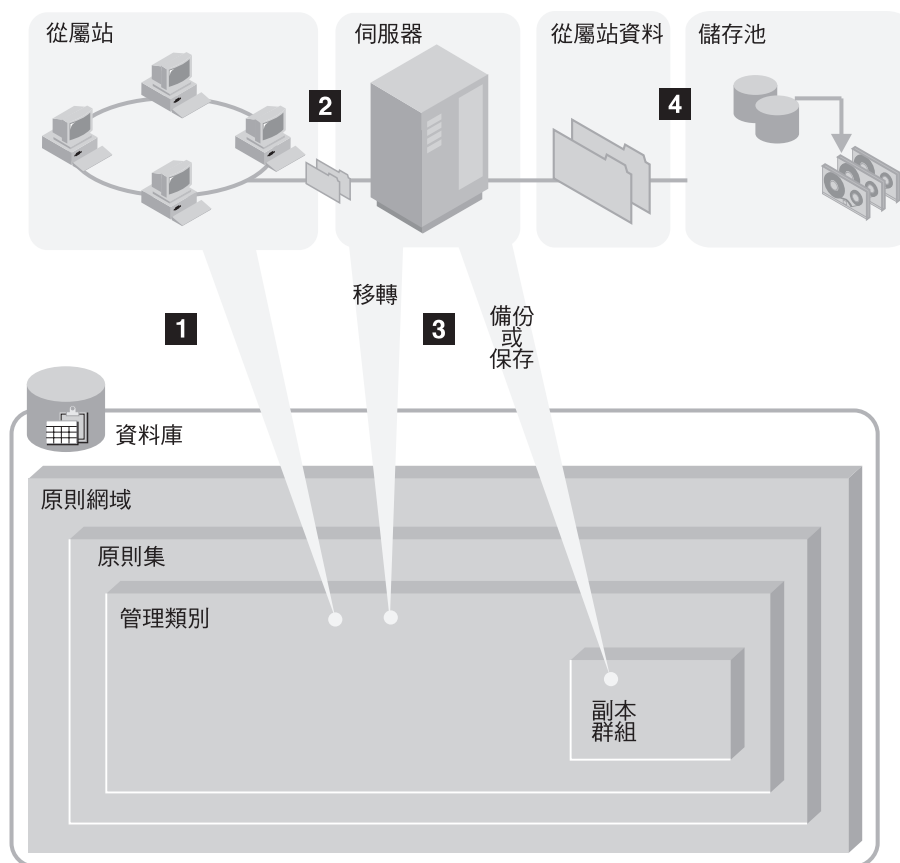 從屬站
伺服器
從屬站資料
儲存池
2
4
移轉
1
3
備份
或
保存
資料庫
原則網域
原則集
管理類別
副本
群組